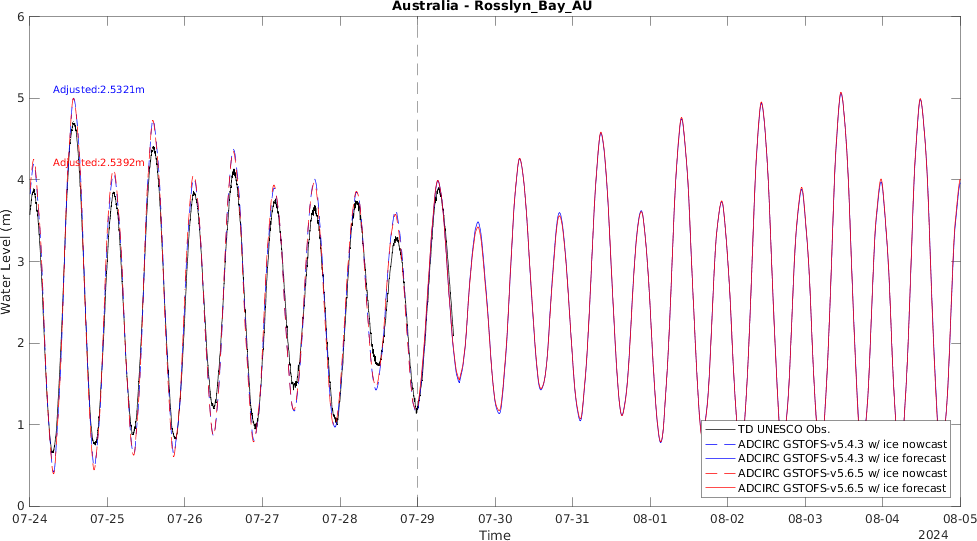 Australia - Rosslyn_Bay_AU
6
5
4
3
2
1
0
Water Level (m)
Adjusted:2.5321m
Adjusted:2.5392m
TD UNESCO Obs.
ADCIRC GSTOFS-v5.4.3 w/ ice nowcast
ADCIRC GSTOFS-v5.4.3 w/ ice forecast
ADCIRC GSTOFS-v5.6.5 w/ ice nowcast
ADCIRC GSTOFS-v5.6.5 w/ ice forecast
07-24 07-25 07-26 07-27 07-28 07-29 07-30 07-31 08-01 08-02 08-03 08-04 08-05
Time
2024